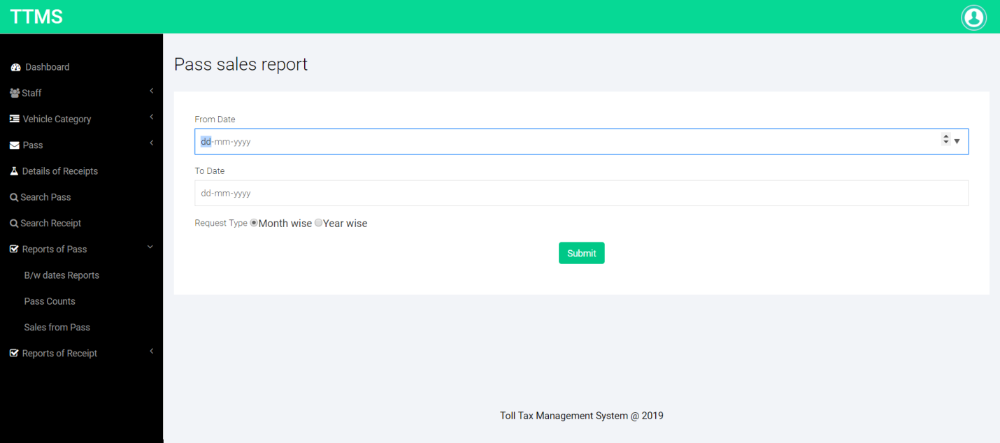 TTMS
Dashboard
Staff
Vehicle Category
Pass
Details of Receipts
Search Pass
Search Receipt
Reports of Pass
B/w dates Reports
Pass Counts
Sales from Pass
Reports of Receipt
Pass sales report
From Date
dd-mm-yyyy
To Date
dd-mm-yyyy
Request Type Month wise Year wise
Submit
Toll Tax Management System @ 2019